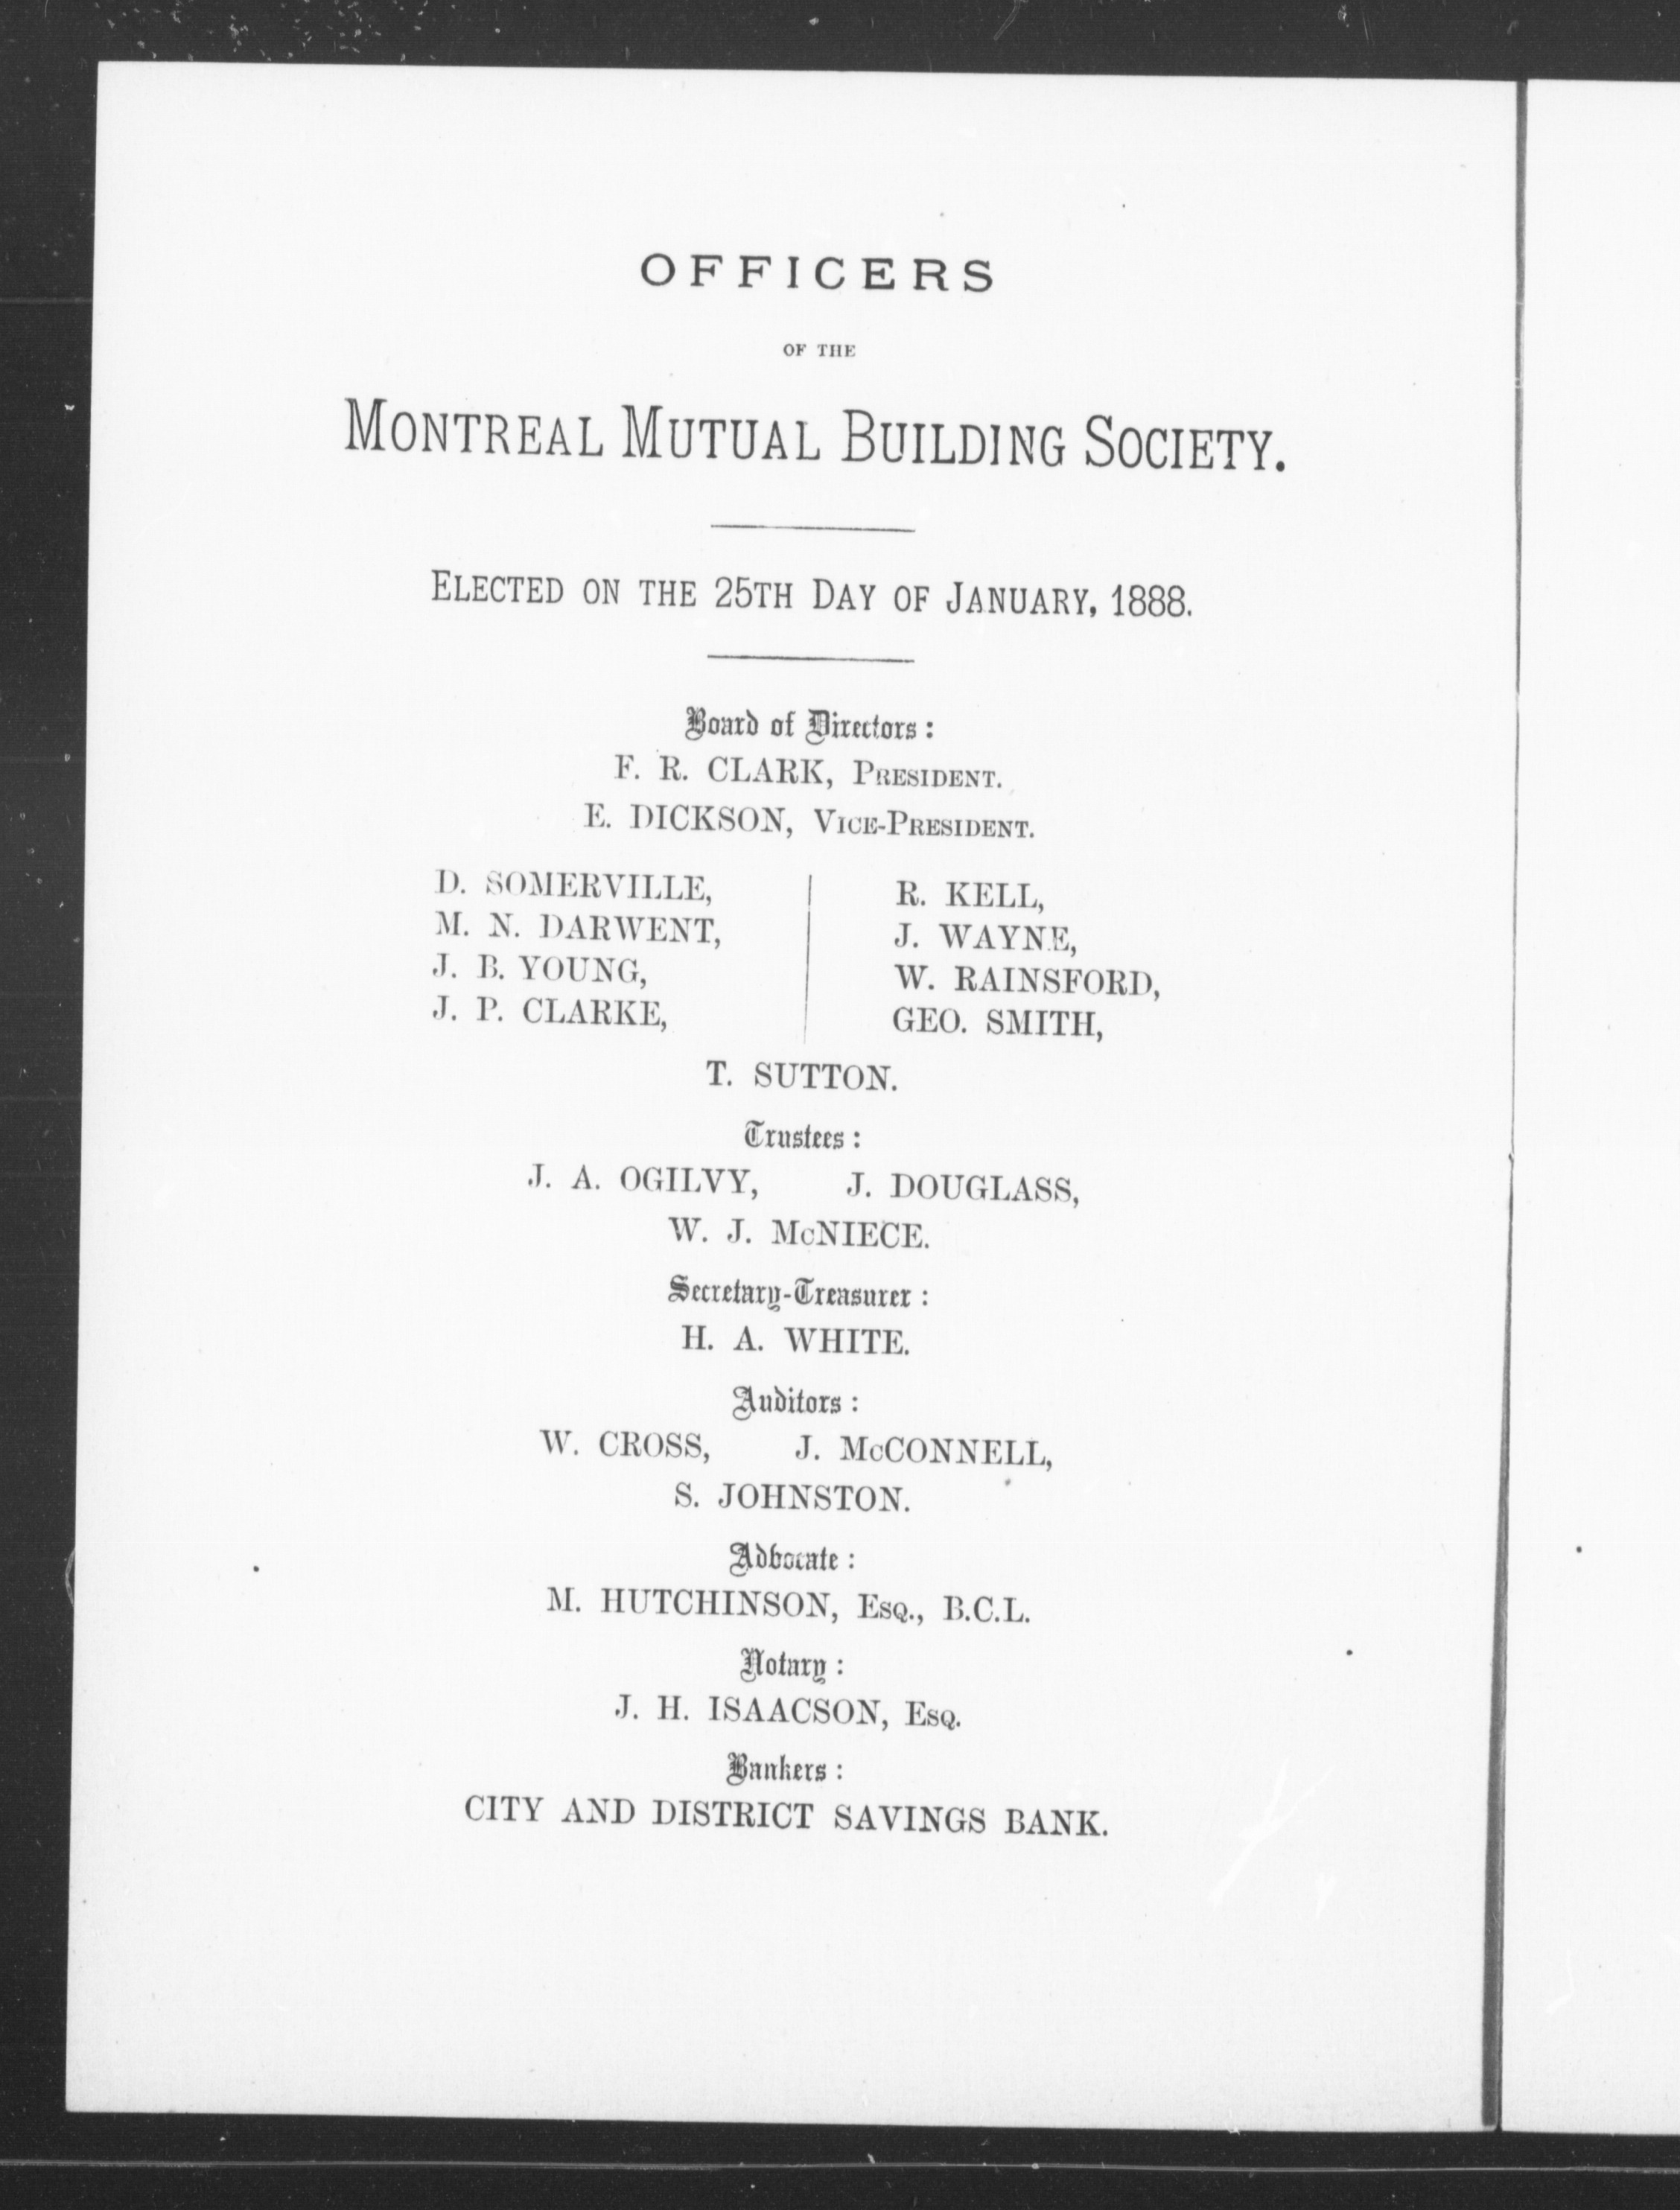 OFFICERS
OF THE
MONTREAL MUTUAL BUILDING SOCIETY.
ELECTED ON THE 25TH DAY OF JANUARY, 1888.
Board of Directors :
F. R. CLARK, PRESIDENT.
E. DICKSON, VICE-PRESIDENT.
D. SOMERVILLE,
M. N. DARWENT,
J. B. YOUNG,
J. P. CLARKE,
R. KELL,
J. WAYNE,
W. RAINSFORD,
GEO. SMITH,
T. SUTTON.
Trustees :
J. A. OGILVY, J. DOUGLASS,
W. J. McNIECE.
Secretary-Treasurer :
H. A. WHITE.
Auditors :
W. CROSS, J. McCONNELL,
S. JOHNSTON.
Advocate :
M. HUTCHINSON, ESQ., B.C.L.
Notary :
J. H. ISAACSON, ESQ.
Bankers :
CITY AND DISTRICT SAVINGS BANK.